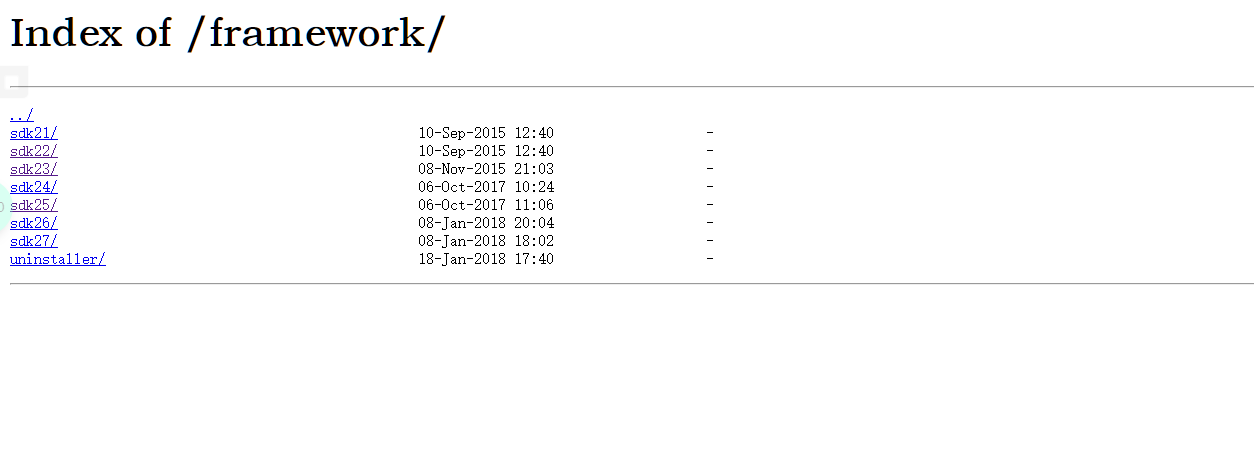 Index of /framework/
../
sdk21/ 10-Sep-2015 12:40 -
sdk22/ 10-Sep-2015 12:40 -
sdk23/ 08-Nov-2015 21:03 -
sdk24/ 06-Oct-2017 10:24 -
sdk25/ 06-Oct-2017 11:06 -
sdk26/ 08-Jan-2018 20:04 -
sdk27/ 08-Jan-2018 18:02 -
uninstaller/ 18-Jan-2018 17:40 -